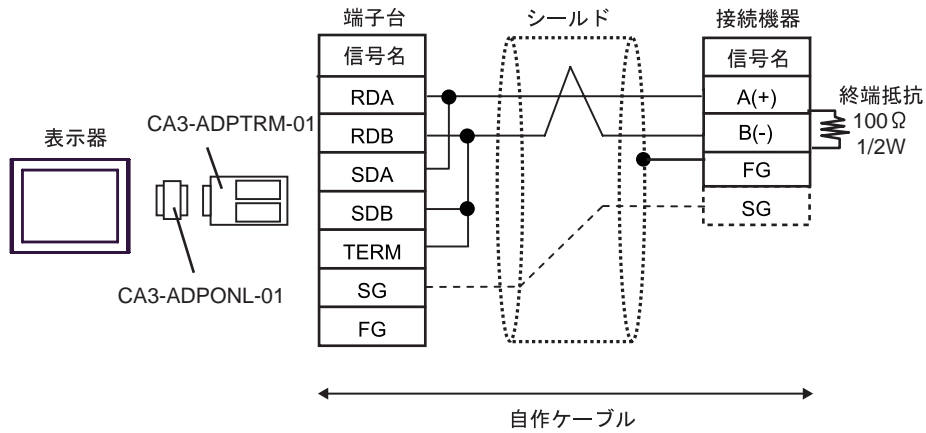 端子台
シールド
接続機器
信号名
信号名
RDA
A(+)
終端抵抗
100Ω
1/2W
CA3-ADPTRM-01
表示器
RDB
B(-)
SDA
FG
SDB
SG
TERM
CA3-ADPONL-01
SG
FG
自作ケーブル